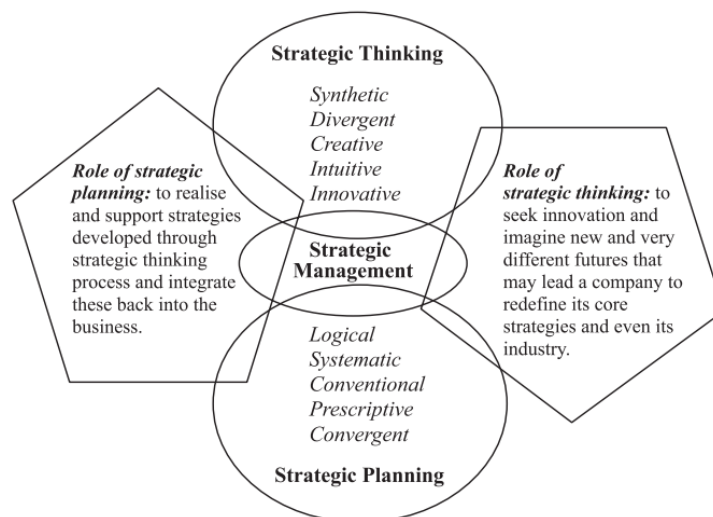 Strategic Thinking
Synthetic
Divergent
Creative
Intuitive
Innovative
Role of strategic
planning: to realise
and support strategies
developed through
strategic thinking
process and integrate
these back into the
business.
Role of
strategic thinking: to
seek innovation and
imagine new and very
different futures that
may lead a company to
redefine its core
strategies and even its
industry.
Strategic
Management
Logical
Systematic
Conventional
Prescriptive
Convergent
Strategic Planning